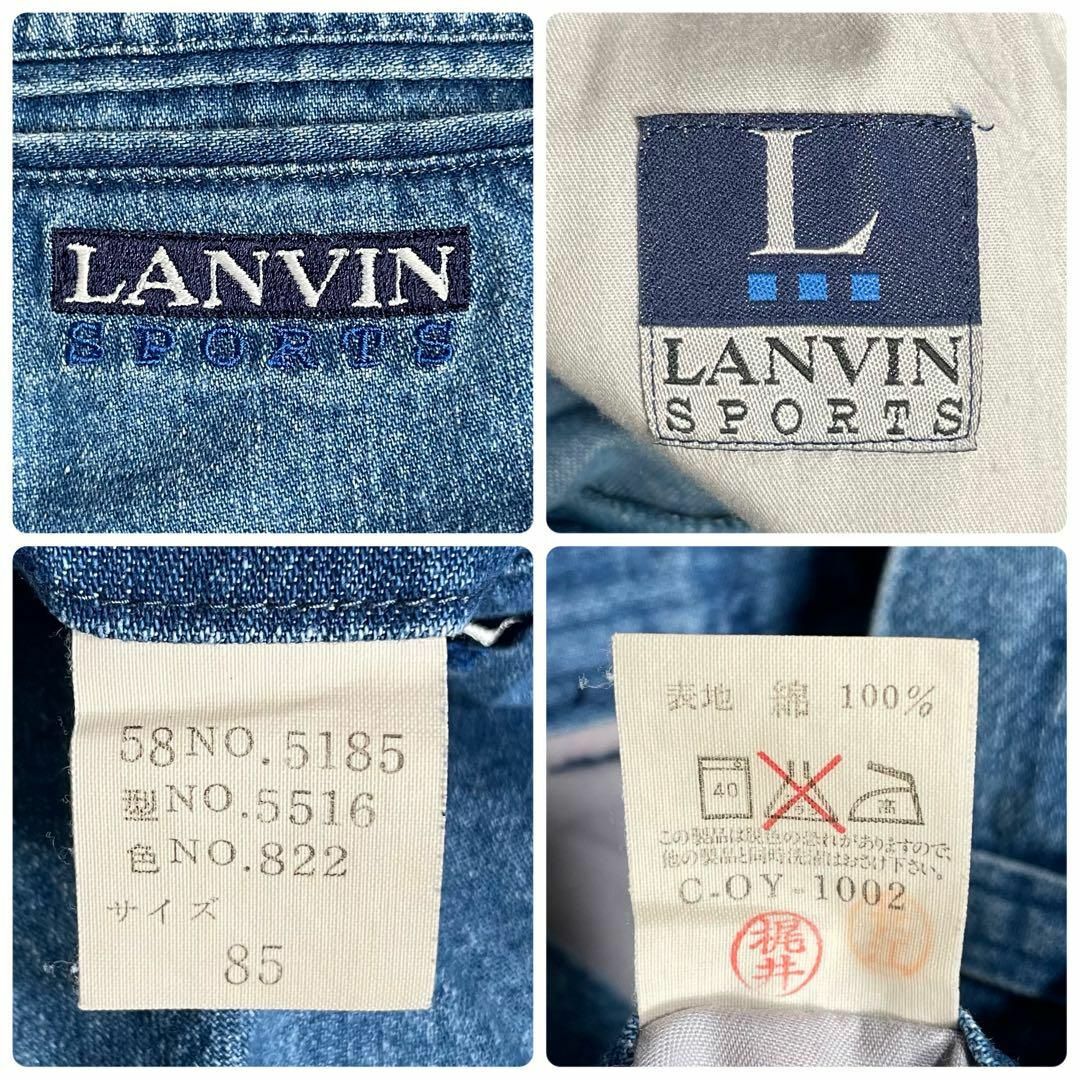 LANVIN
SPORTS
L
LANVIN
SPORTS
58NO.5185
型NO.5516
色NO.822
サイズ
85
表地 綿 100%
40 高
この製品は脱色の恐れがありますので、
他の製品と同時洗濯はおさけ下さい。
C-OY-1002
梶井